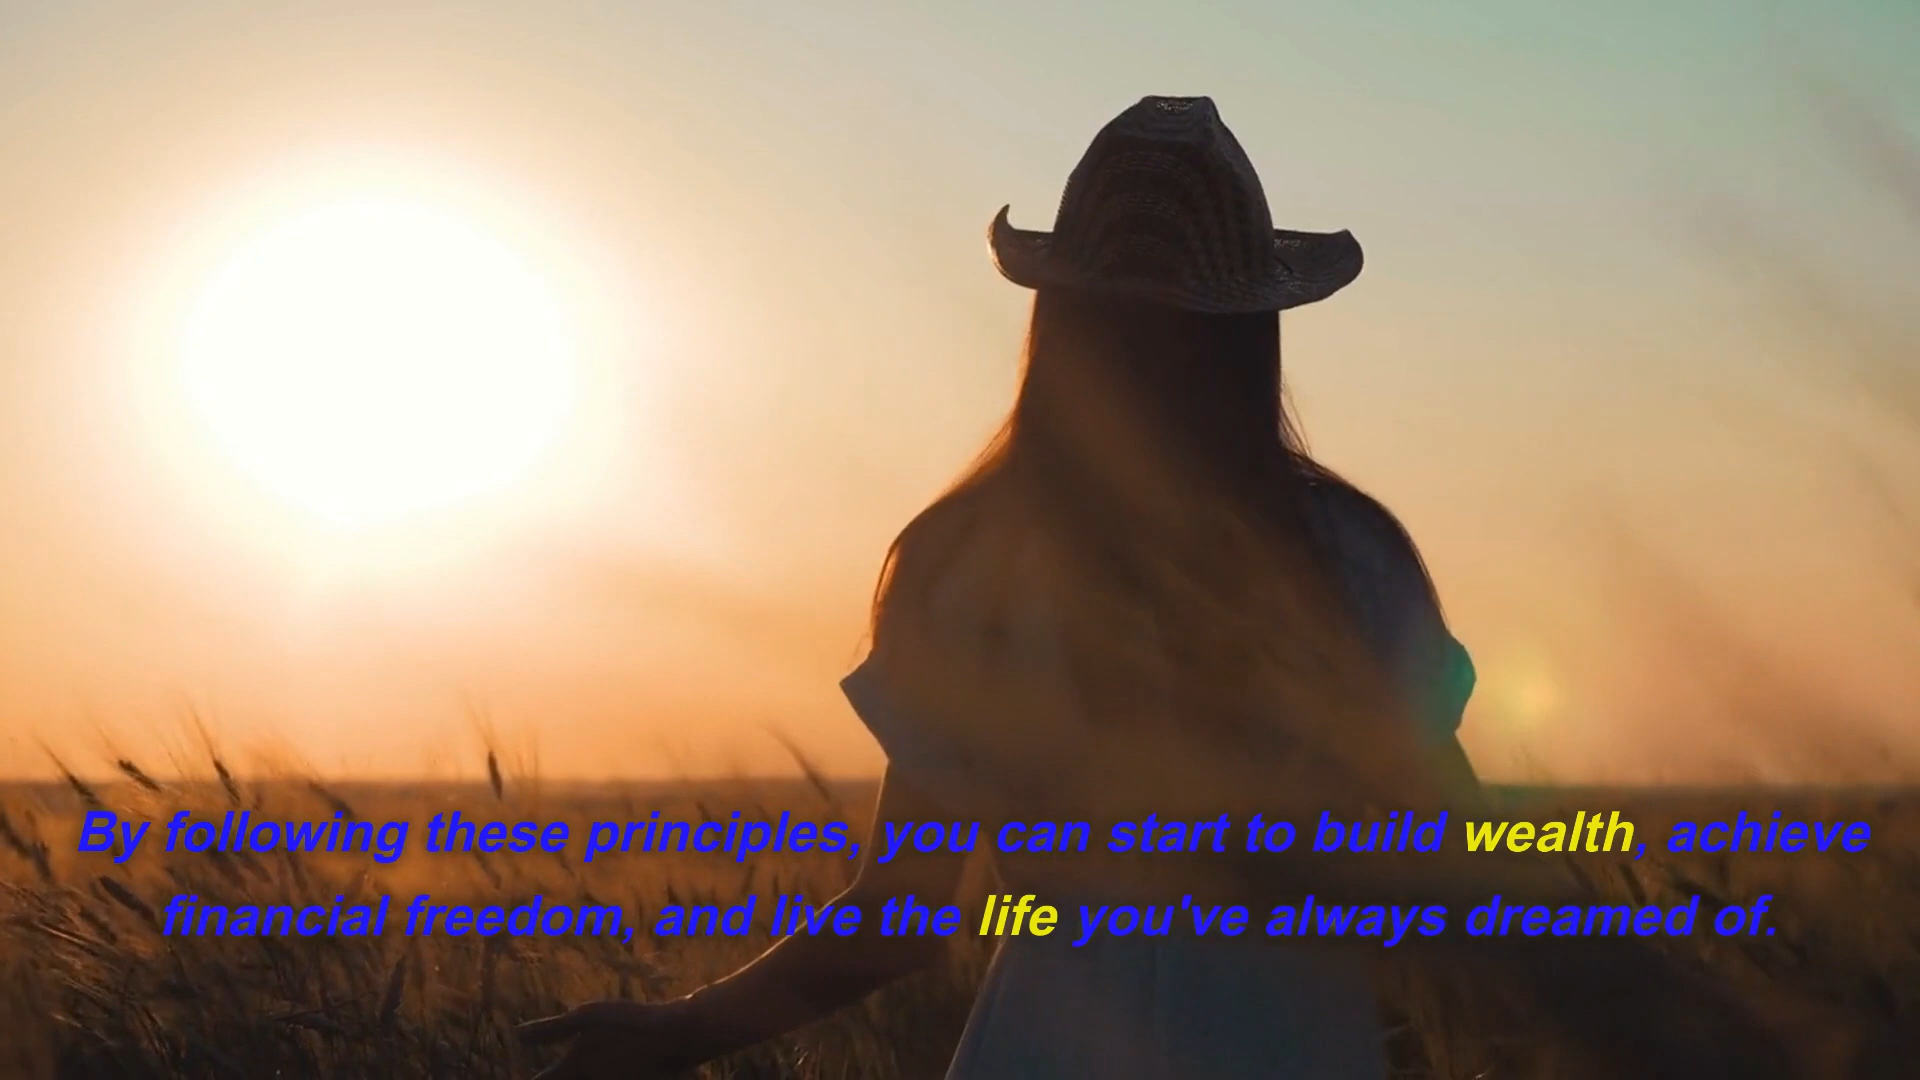 By following these principles, you can start to build wealth, achieve
financial freedom, and live the life you've always dreamed of.